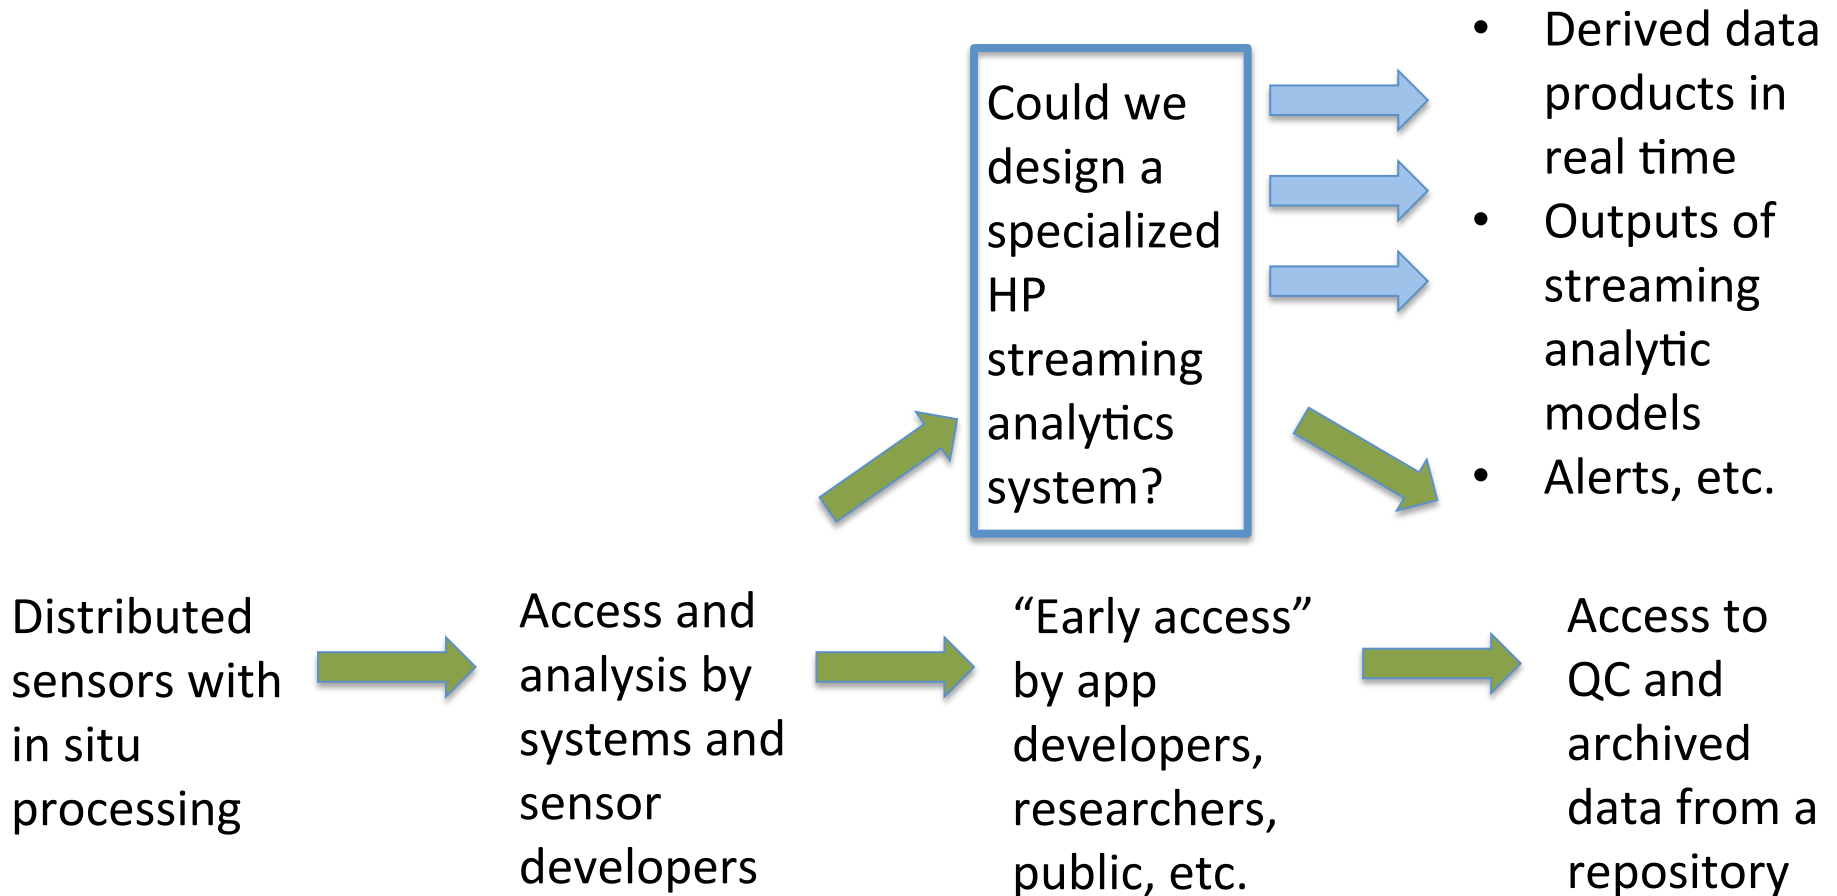 Could we
design a
specialized
HP
streaming
analytics
system?
• Derived data
products in
real time
• Outputs of
streaming
analytic
models
• Alerts, etc.
Distributed
sensors with
in situ
processing
Access and
analysis by
systems and
sensor
developers
“Early access”
by app
developers,
researchers,
public, etc.
Access to
QC and
archived
data from a
repository